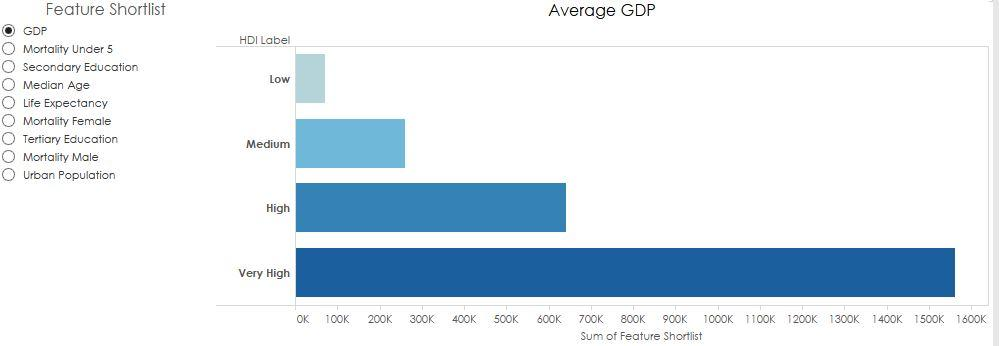 Feature Shortlist
GDP
Mortality Under 5
Secondary Education
Median Age
Life Expectancy
Mortality Female
Tertiary Education
Mortality Male
Urban Population
Average GDP
HDI Label
Low
Medium
High
Very High
0K 100K 200K 300K 400K 500K 600K 700K 800K 900K 1000K 1100K 1200K 1300K 1400K 1500K 1600K
Sum of Feature Shortlist